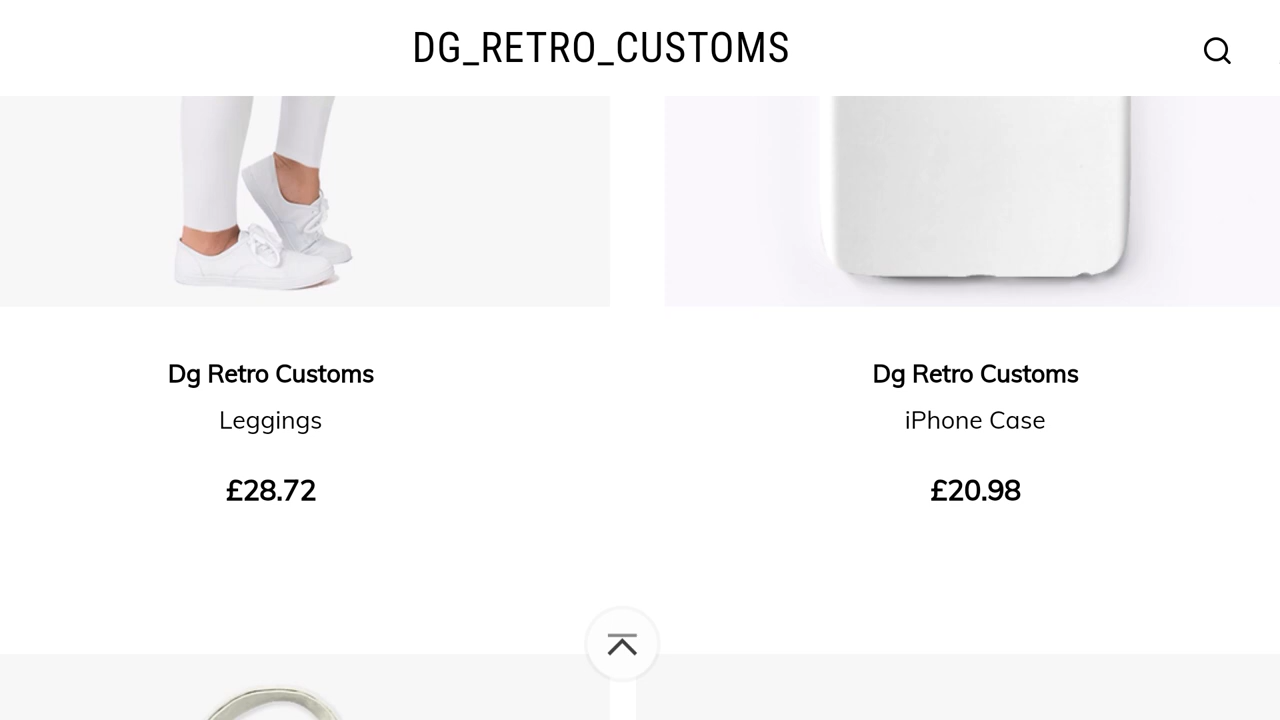 DG_RETRO_CUSTOMS
Dg Retro Customs
Leggings
£28.72
Dg Retro Customs
iPhone Case
£20.98